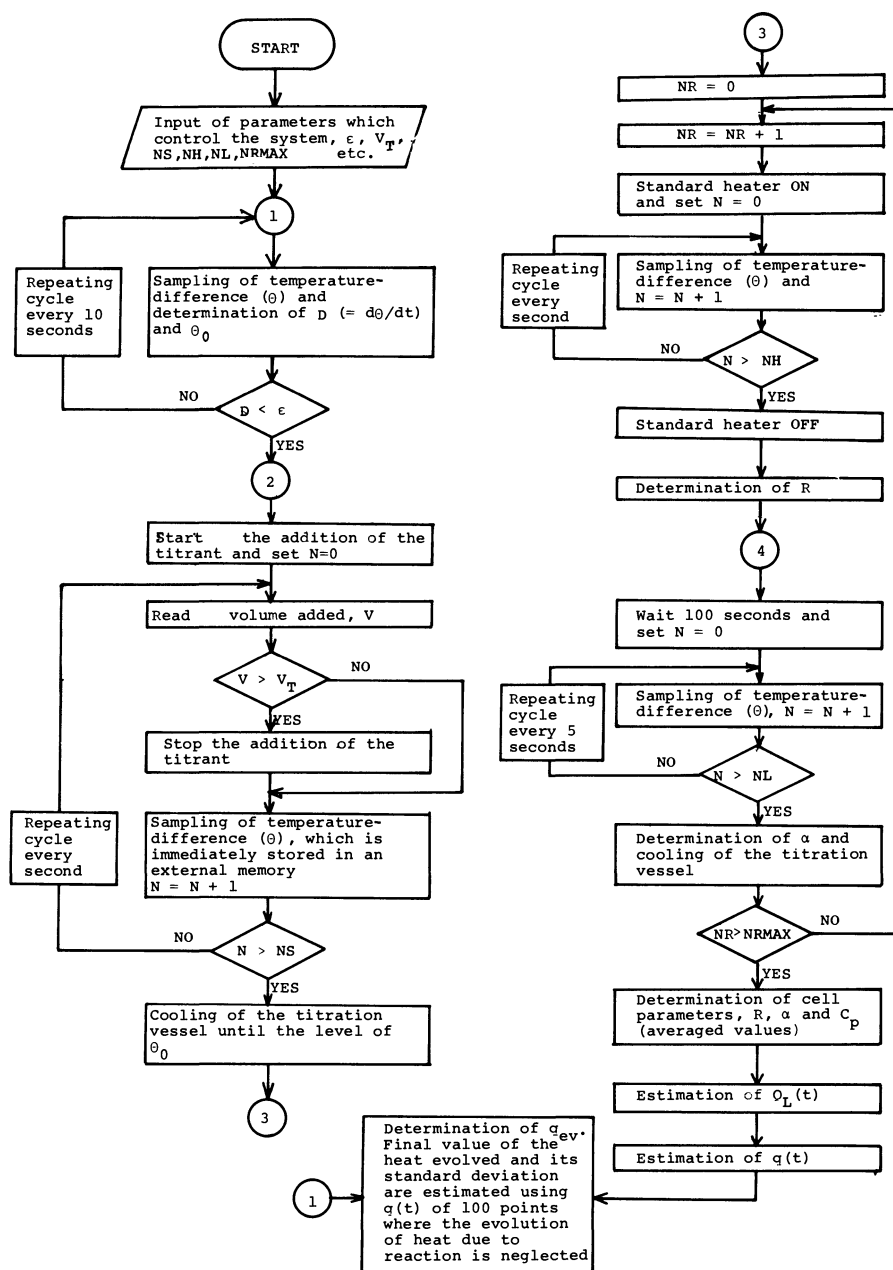 START
Input of parameters which
control the system, ε, V_T,
NS,NH,NL,NRMAX etc.
1
Repeating
cycle
every 10
seconds
Sampling of temperature-
difference (Θ) and
determination of D (= dΘ/dt)
and Θ_0
NO
D < ε
YES
2
Start the addition of the
titrant and set N=0
Read volume added, V
V > V_T
NO
YES
Stop the addition of the
titrant
Repeating
cycle
every
second
Sampling of temperature-
difference (Θ), which is
immediately stored in an
external memory
N = N + 1
NO
N > NS
YES
Cooling of the titration
vessel until the level of
Θ_0
3
3
NR = 0
NR = NR + 1
Standard heater ON
and set N = 0
Repeating
cycle
every
second
Sampling of temperature-
difference (Θ) and
N = N + 1
NO
N > NH
YES
Standard heater OFF
Determination of R
4
Wait 100 seconds and
set N = 0
Repeating
cycle
every 5
seconds
Sampling of temperature-
difference (Θ), N = N + 1
NO
N > NL
YES
Determination of α and
cooling of the titration
vessel
NR>NRMAX
NO
YES
Determination of cell
parameters, R, α and C_p
(averaged values)
Estimation of Q_L(t)
Estimation of q(t)
1
Determination of q_ev.
Final value of the
heat evolved and its
standard deviation
are estimated using
q(t) of 100 points
where the evolution
of heat due to
reaction is neglected